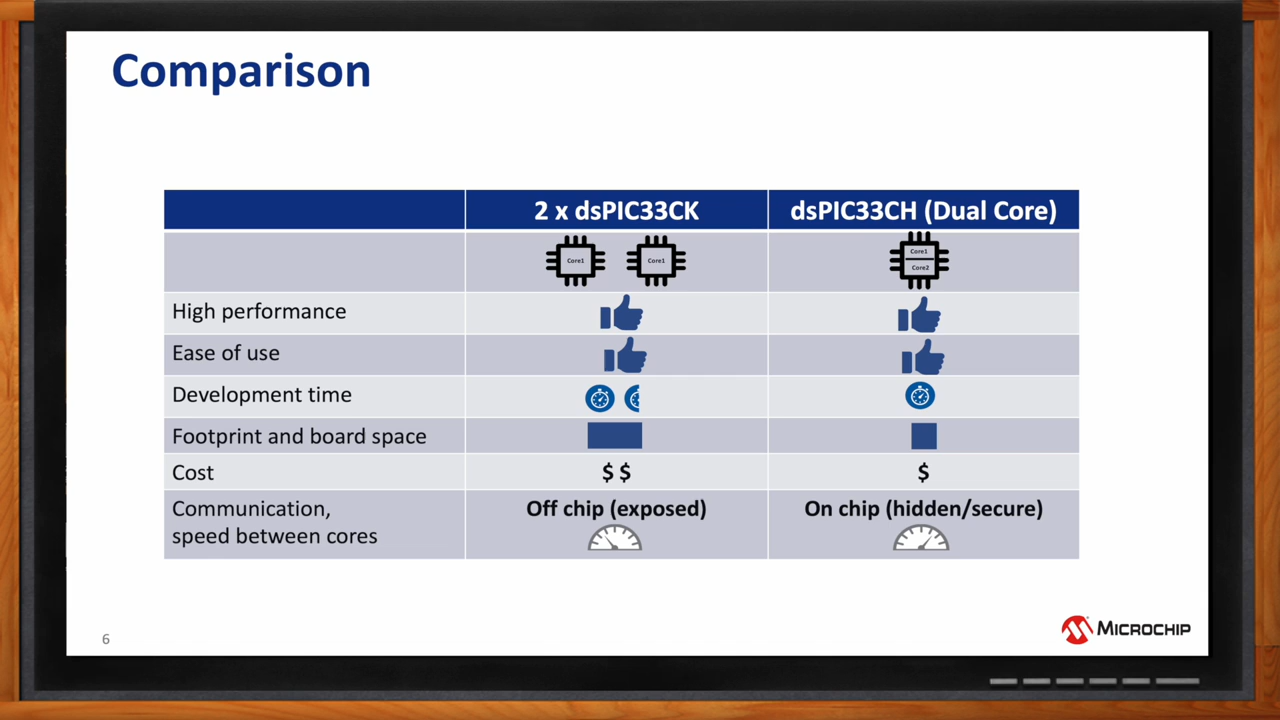 Comparison
2 x dsPIC33CK
dsPIC33CH (Dual Core)
Core1
Core1
Core1
Core2
High performance
Ease of use
Development time
Footprint and board space
Cost
$ $
$
Communication,
speed between cores
Off chip (exposed)
On chip (hidden/secure)
6
MICROCHIP